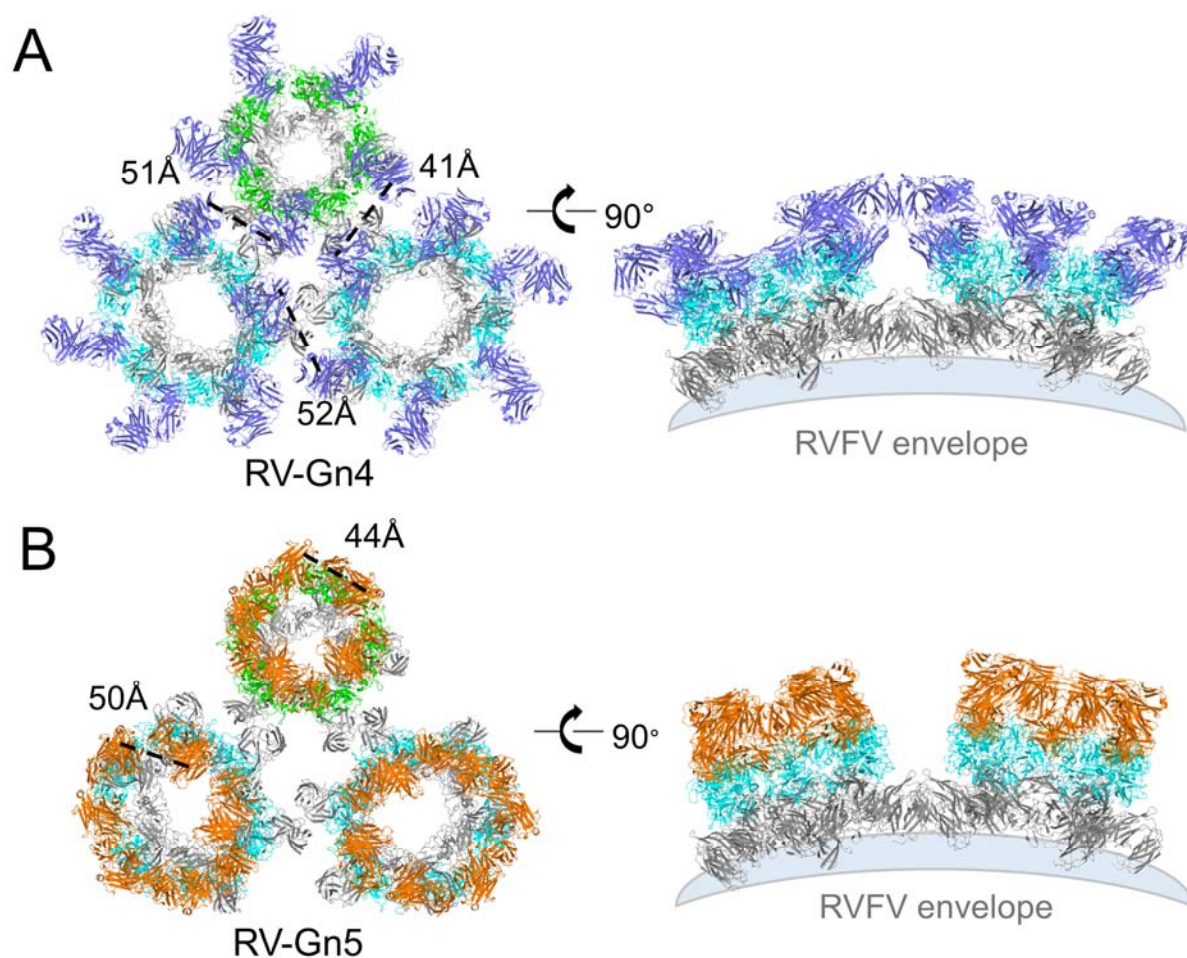 A
51Å
41Å
90°
52Å
RV-Gn4
RVFV envelope
B
44Å
50Å
90°
RV-Gn5
RVFV envelope